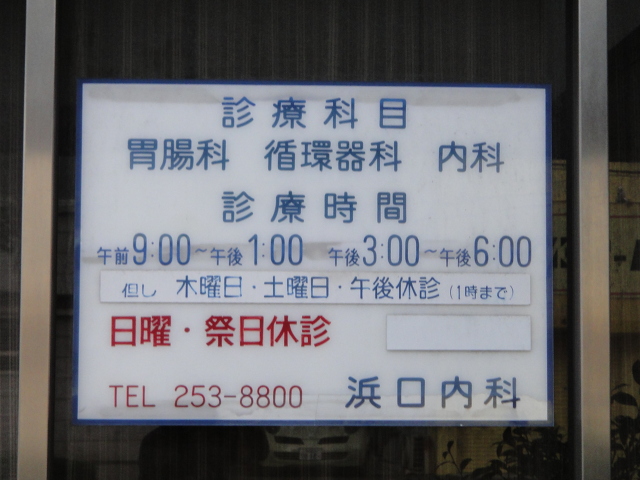 診療科目
胃腸科 循環器科 内科
診療時間
午前9:00~午後1:00 午後3:00~午後6:00
但し 木曜日・土曜日・午後休診(1時まで)
日曜・祭日休診
TEL 253-8800 浜口内科